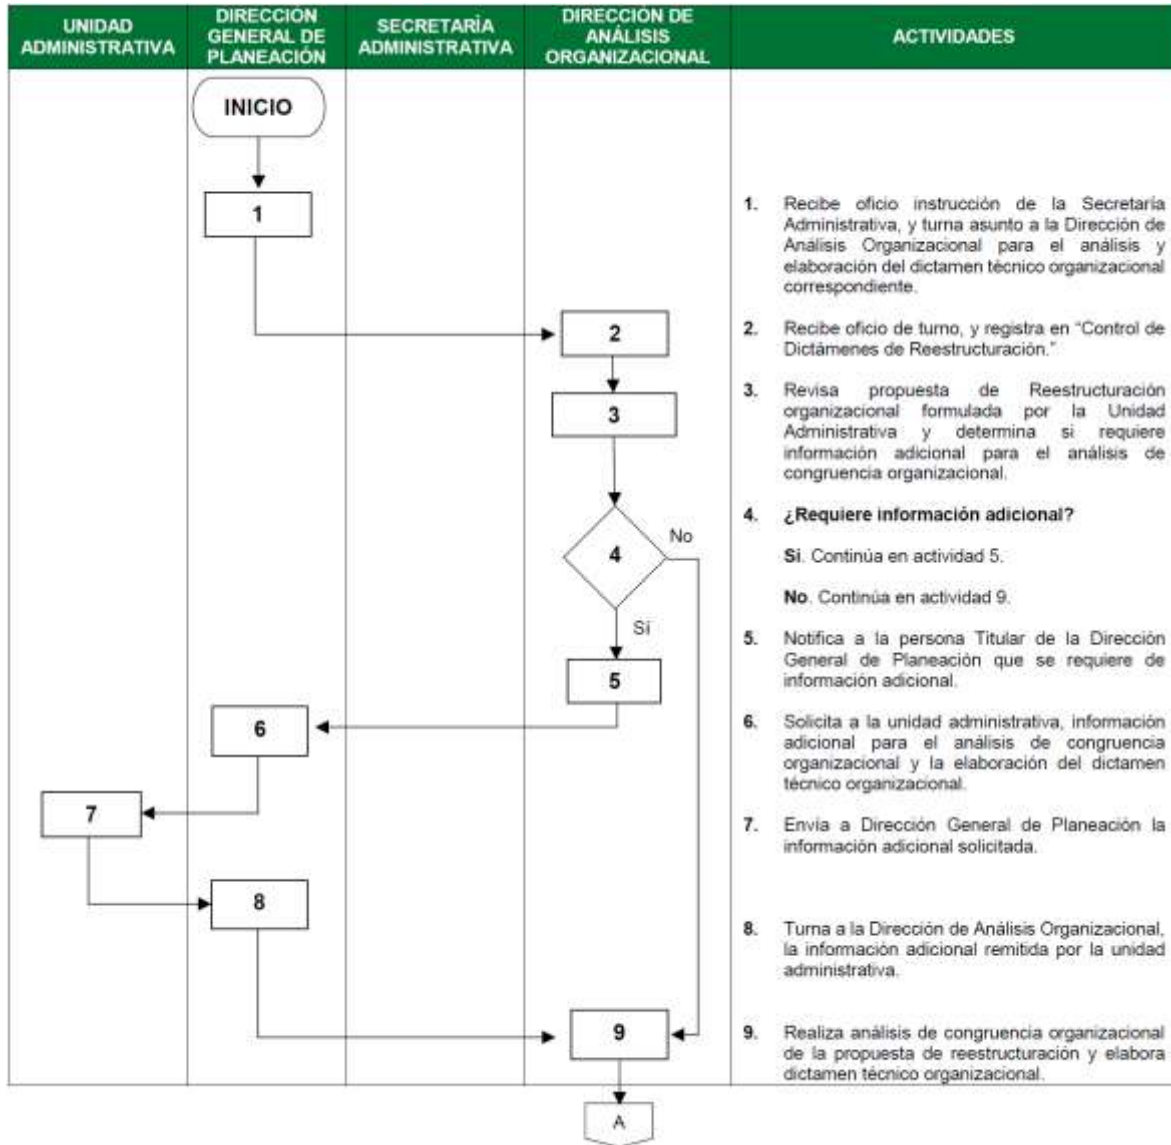 UNIDAD
ADMINISTRATIVA
DIRECCIÓN
GENERAL DE
PLANEACIÓN
SECRETARÍA
ADMINISTRATIVA
DIRECCIÓN DE
ANÁLISIS
ORGANIZACIONAL
ACTIVIDADES
INICIO
1
2
3
4
No
Sí
5
6
7
8
9
A
1. Recibe oficio instrucción de la Secretaría
Administrativa, y turna asunto a la Dirección de
Análisis Organizacional para el análisis y
elaboración del dictamen técnico organizacional
correspondiente.
2. Recibe oficio de turno, y registra en “Control de
Dictámenes de Reestructuración.”
3. Revisa propuesta de Reestructuración
organizacional formulada por la Unidad
Administrativa y determina si requiere
información adicional para el análisis de
congruencia organizacional.
4. ¿Requiere información adicional?
Sí. Continúa en actividad 5.
No. Continúa en actividad 9.
5. Notifica a la persona Titular de la Dirección
General de Planeación que se requiere de
información adicional.
6. Solicita a la unidad administrativa, información
adicional para el análisis de congruencia
organizacional y la elaboración del dictamen
técnico organizacional.
7. Envía a Dirección General de Planeación la
información adicional solicitada.
8. Turna a la Dirección de Análisis Organizacional,
la información adicional remitida por la unidad
administrativa.
9. Realiza análisis de congruencia organizacional
de la propuesta de reestructuración y elabora
dictamen técnico organizacional.